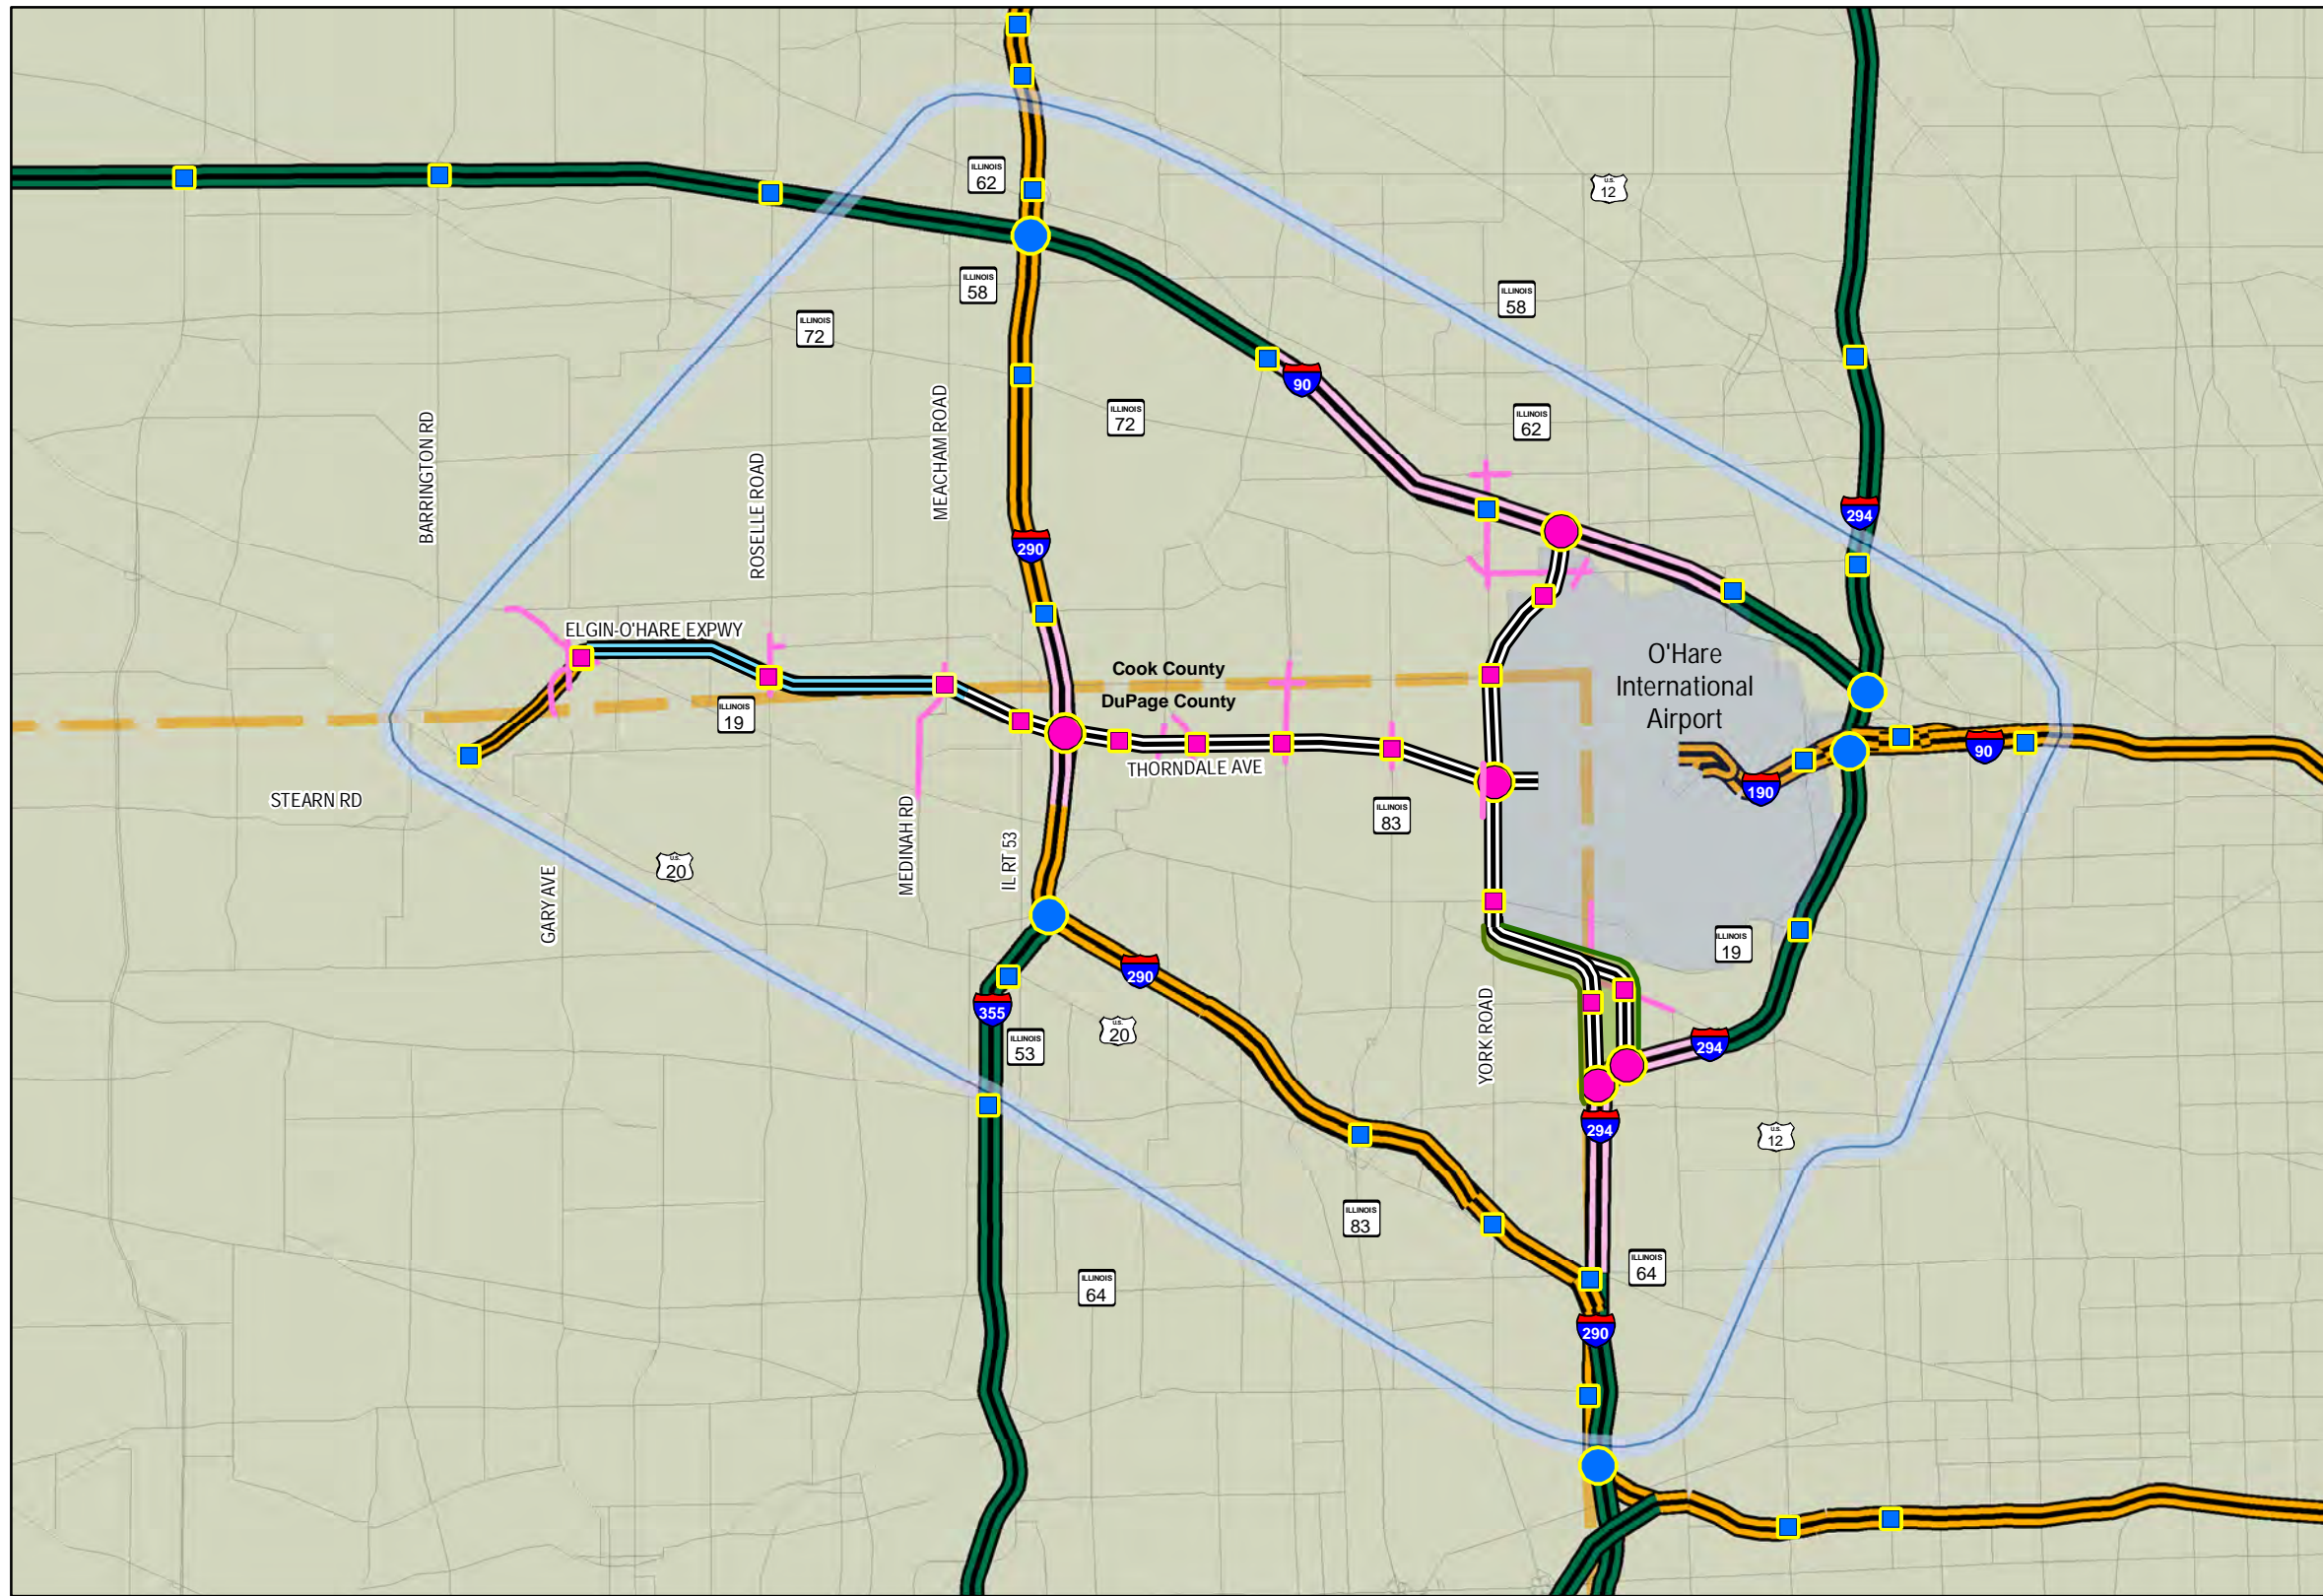 ILLINOIS
62
U.S.
12
ILLINOIS
58
ILLINOIS
58
ILLINOIS
72
90
ILLINOIS
72
ILLINOIS
62
BARRINGTON RD
ROSELLE ROAD
MEACHAM ROAD
290
294
ELGIN-O'HARE EXPWY
Cook County
DuPage County
O'Hare
International
Airport
ILLINOIS
19
THORNDALE AVE
90
190
STEARN RD
ILLINOIS
83
U.S.
20
GARY AVE
MEDINAH RD
IL RT 53
ILLINOIS
19
290
355
U.S.
20
ILLINOIS
53
YORK ROAD
294
294
U.S.
12
ILLINOIS
83
ILLINOIS
64
ILLINOIS
64
290